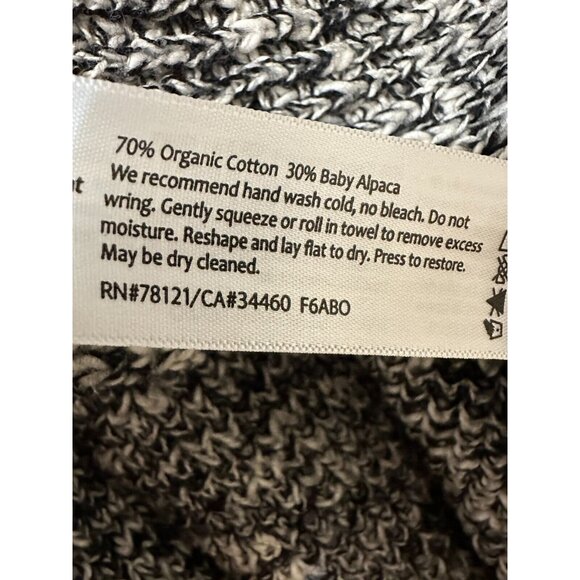 70% Organic Cotton 30% Baby Alpaca
We recommend hand wash cold, no bleach. Do not
wring. Gently squeeze or roll in towel to remove excess
moisture. Reshape and lay flat to dry. Press to restore.
May be dry cleaned.
RN#78121/CA#34460 F6ABO